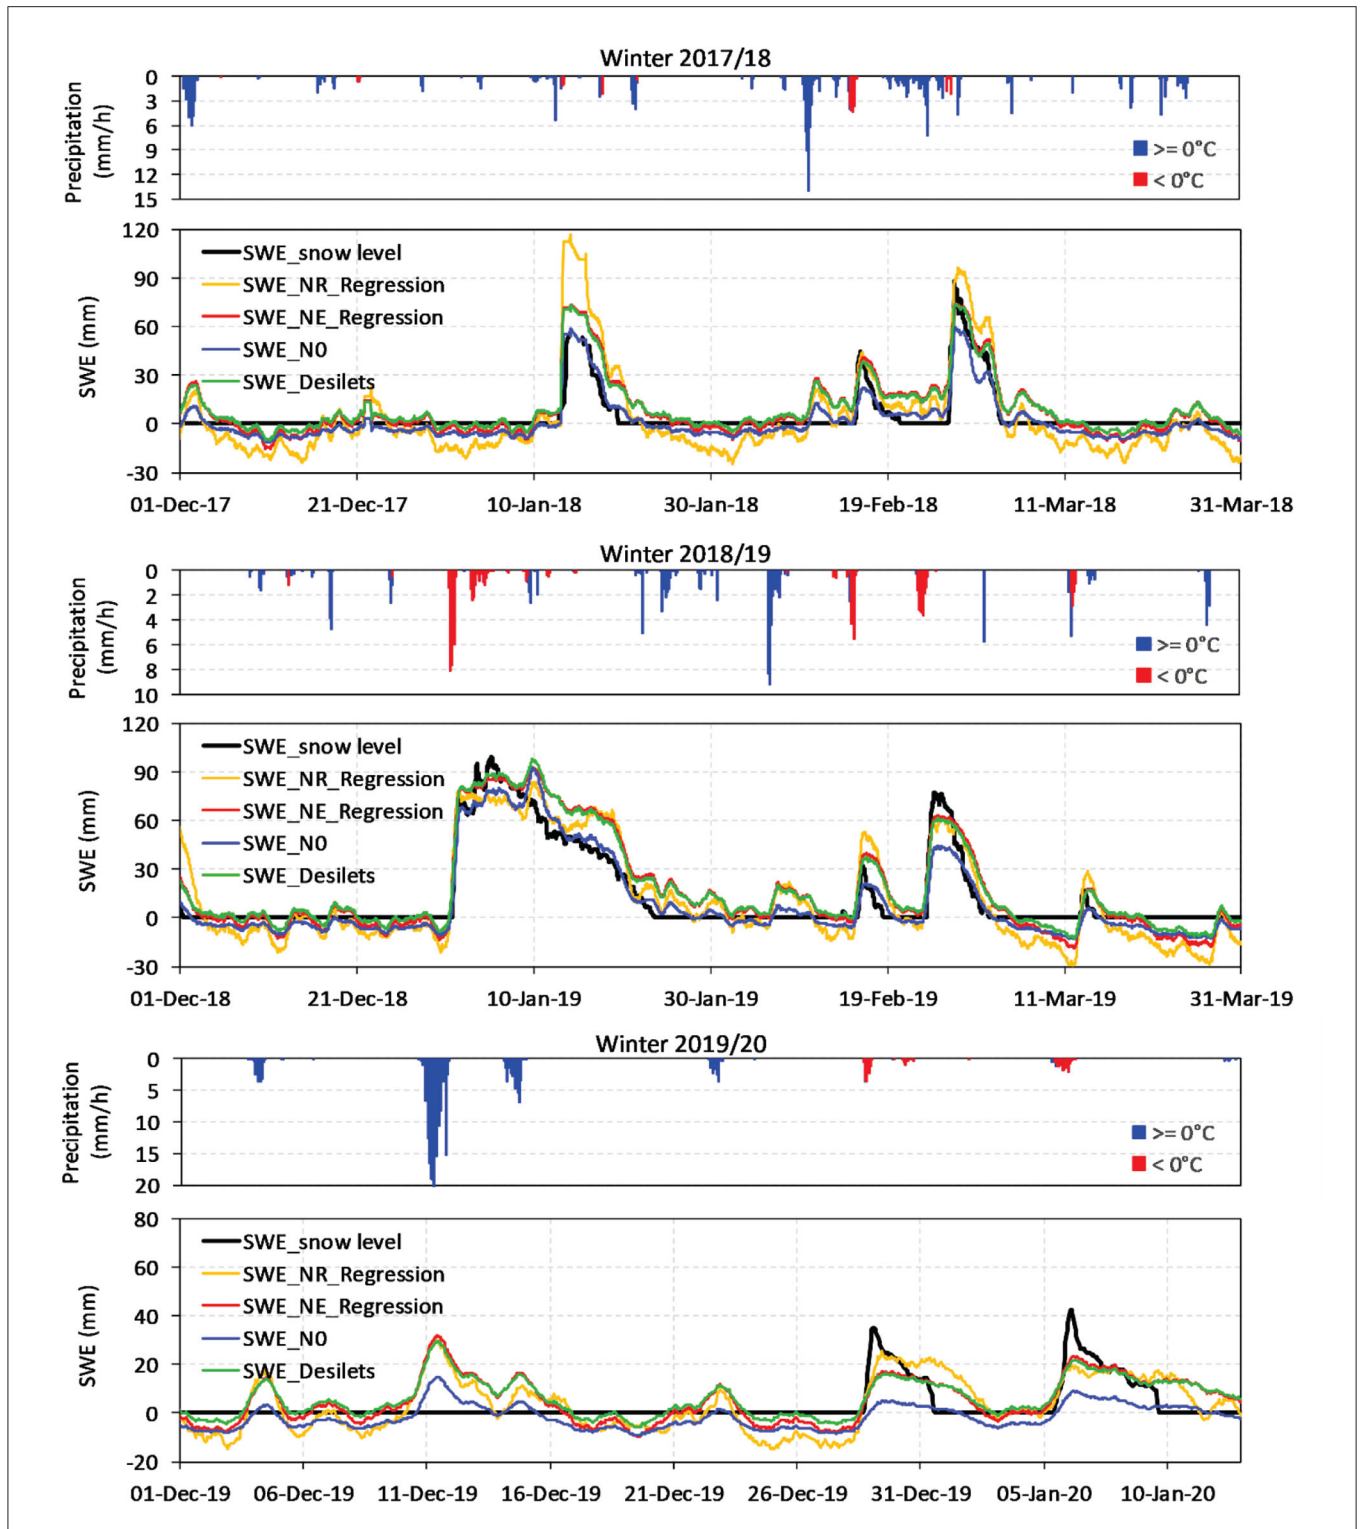 Winter 2017/18
Precipitation
(mm/h)
0
3
6
9
12
15
>= 0°C
< 0°C
SWE (mm)
120
90
60
30
0
-30
SWE_snow level
SWE_NR_Regression
SWE_NE_Regression
SWE_N0
SWE_Desilets
01-Dec-17 21-Dec-17 10-Jan-18 30-Jan-18 19-Feb-18 11-Mar-18 31-Mar-18
Winter 2018/19
Precipitation
(mm/h)
0
2
4
6
8
10
>= 0°C
< 0°C
SWE (mm)
120
90
60
30
0
-30
SWE_snow level
SWE_NR_Regression
SWE_NE_Regression
SWE_N0
SWE_Desilets
01-Dec-18 21-Dec-18 10-Jan-19 30-Jan-19 19-Feb-19 11-Mar-19 31-Mar-19
Winter 2019/20
Precipitation
(mm/h)
0
5
10
15
20
>= 0°C
< 0°C
SWE (mm)
80
60
40
20
0
-20
SWE_snow level
SWE_NR_Regression
SWE_NE_Regression
SWE_N0
SWE_Desilets
01-Dec-19 06-Dec-19 11-Dec-19 16-Dec-19 21-Dec-19 26-Dec-19 31-Dec-19 05-Jan-20 10-Jan-20